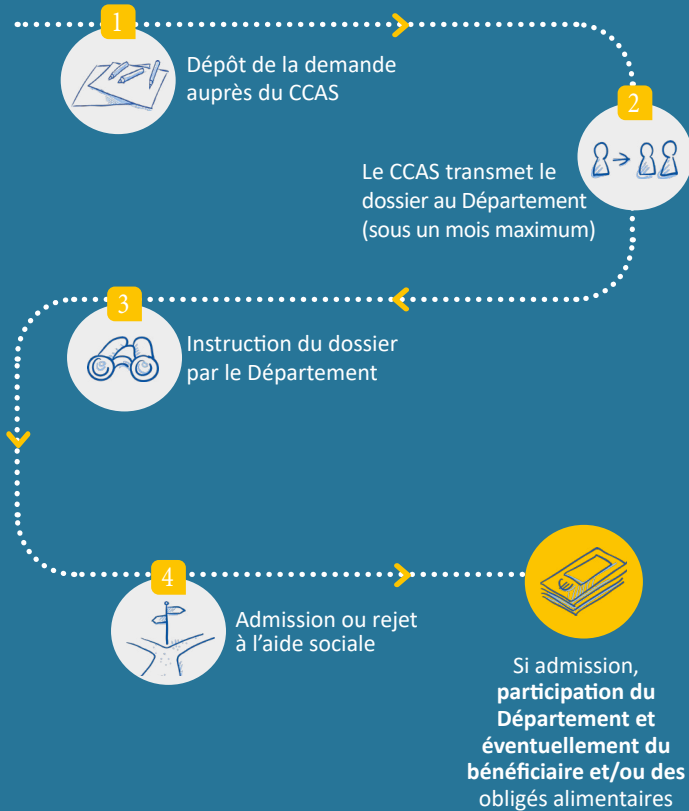 1
Dépôt de la demande
auprès du CCAS
2
Le CCAS transmet le
dossier au Département
(sous un mois maximum)
3
Instruction du dossier
par le Département
4
Admission ou rejet
à l’aide sociale
€
Si admission,
participation du
Département et
éventuellement du
bénéficiaire et/ou des
obligés alimentaires